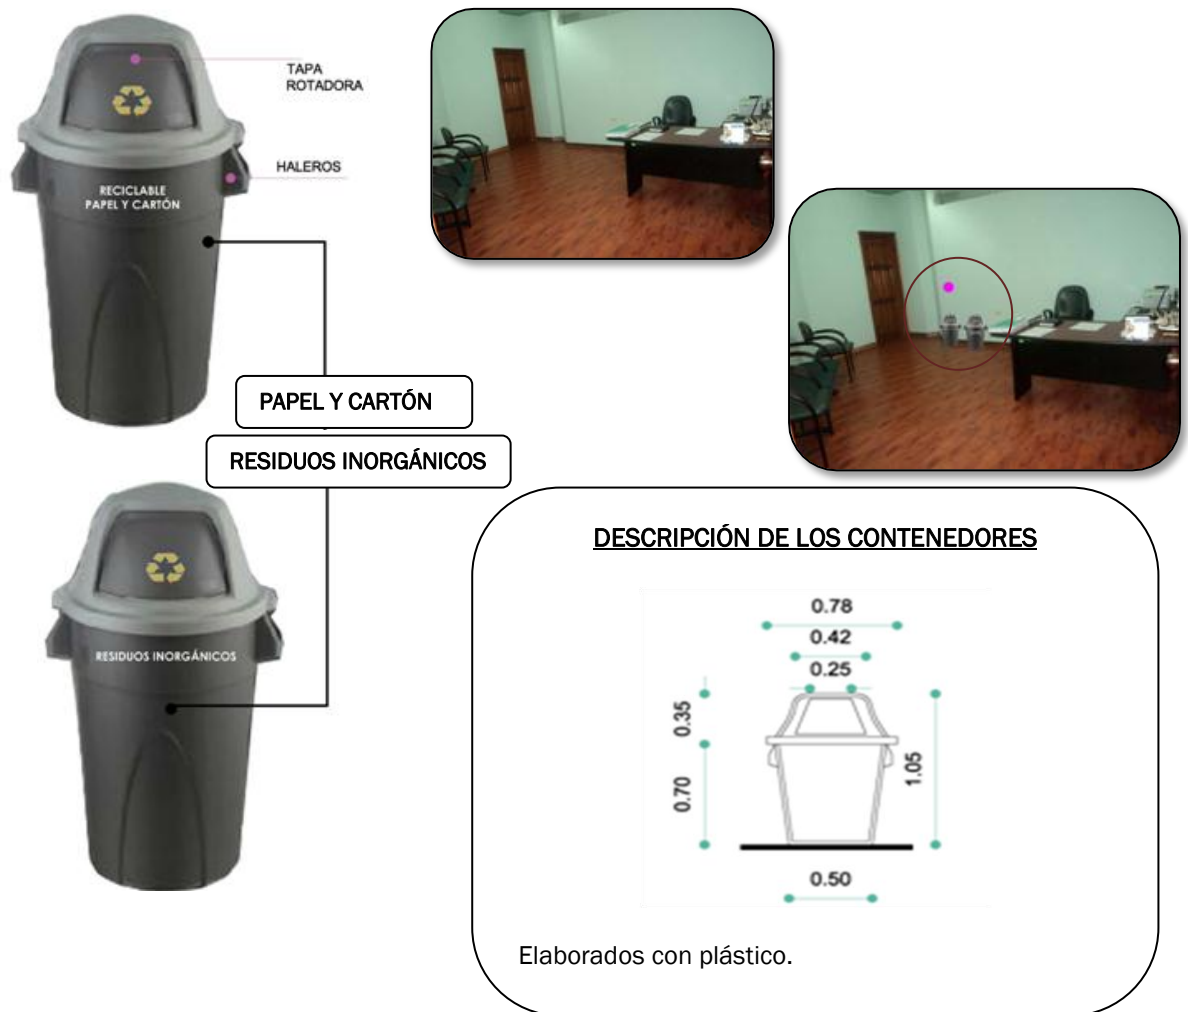 TAPA
ROTADORA
HALEROS
RECICLABLE
PAPEL Y CARTÓN
PAPEL Y CARTÓN
RESIDUOS INORGÁNICOS
RESIDUOS INORGÁNICOS
DESCRIPCIÓN DE LOS CONTENEDORES
0.78
0.42
0.25
0.35
0.70
1.05
0.50
Elaborados con plástico.